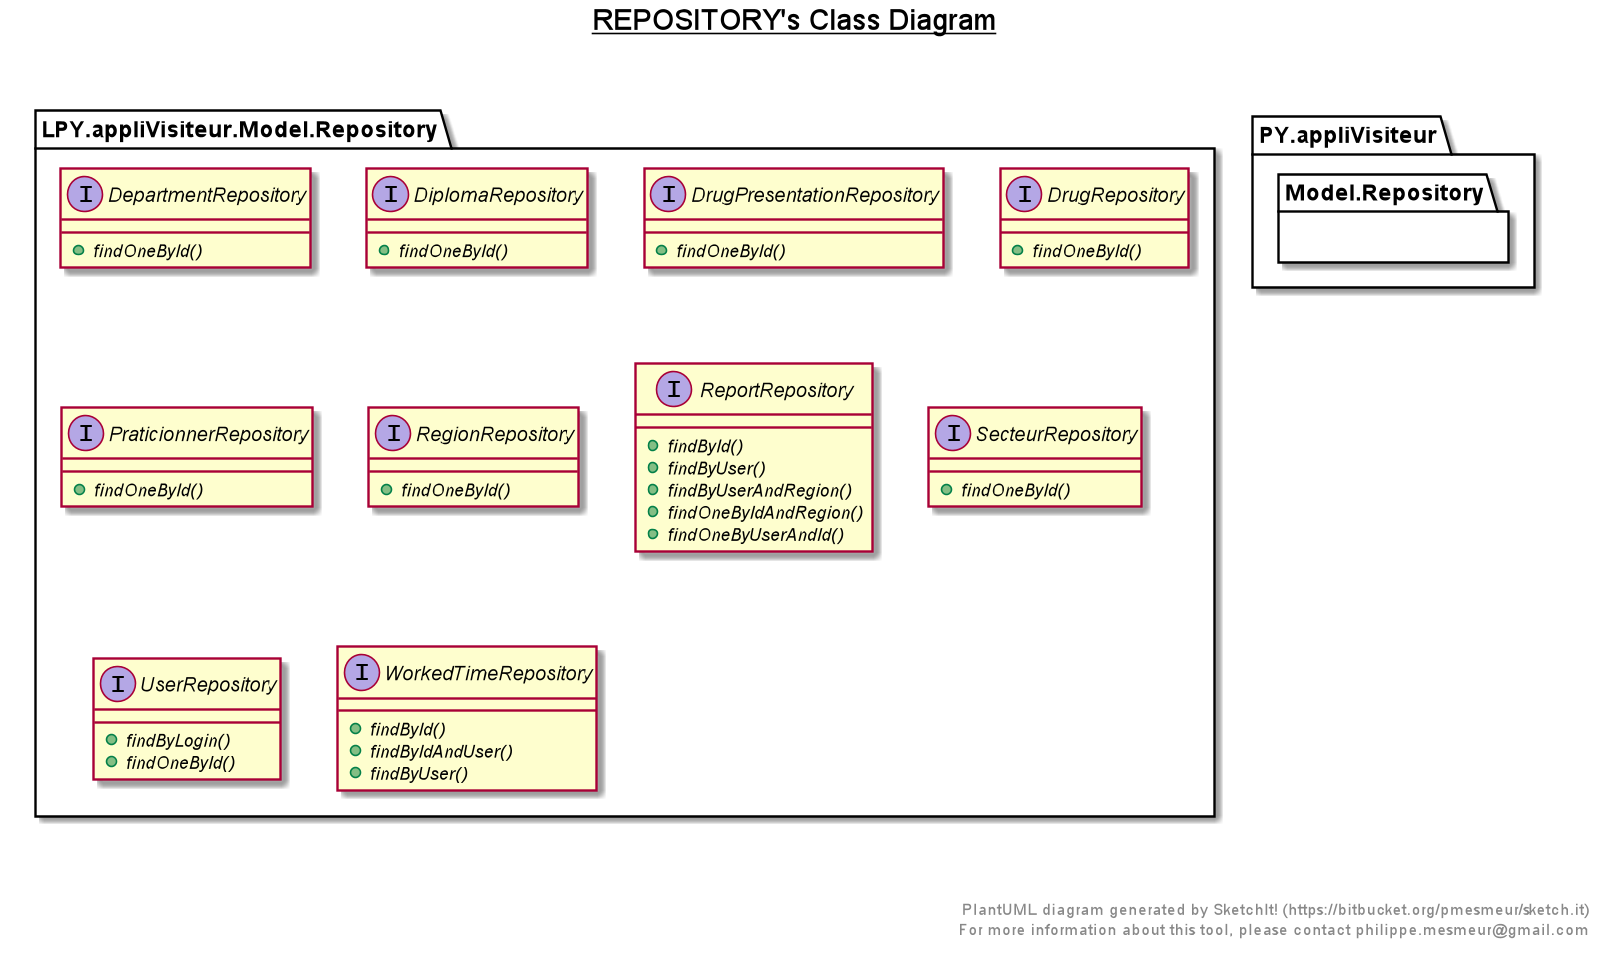 REPOSITORY's Class Diagram
LPY.appliVisiteur.Model.Repository
PY.appliVisiteur
Model.Repository
I DepartmentRepository
findOneById()
I DiplomaRepository
findOneById()
I DrugPresentationRepository
findOneById()
I DrugRepository
findOneById()
I PraticionnerRepository
findOneById()
I RegionRepository
findOneById()
I ReportRepository
findById()
findByUser()
findByUserAndRegion()
findOneByIdAndRegion()
findOneByUserAndId()
I SecteurRepository
findOneById()
I UserRepository
findByLogin()
findOneById()
I WorkedTimeRepository
findById()
findByIdAndUser()
findByUser()
PlantUML diagram generated by SketchIt! (https://bitbucket.org/pmesmeur/sketch.it)
For more information about this tool, please contact philippe.mesmeur@gmail.com